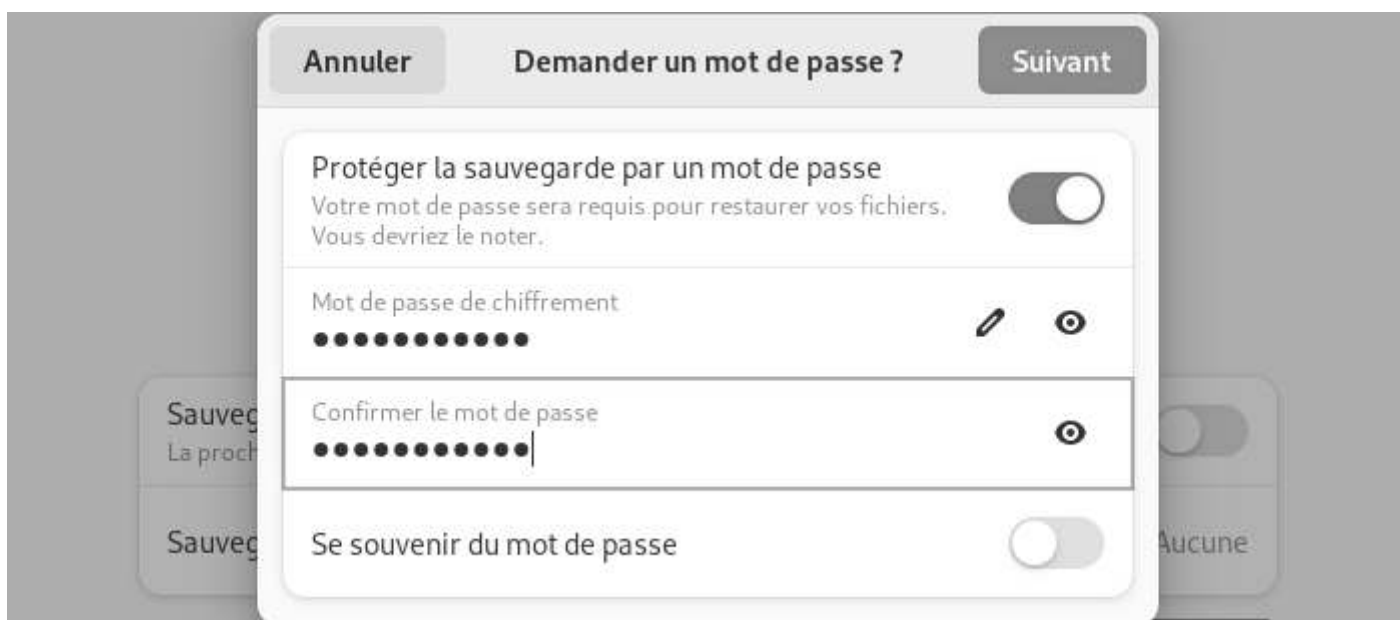 Annuler
Demander un mot de passe ?
Suivant
Protéger la sauvegarde par un mot de passe
Votre mot de passe sera requis pour restaurer vos fichiers.
Vous devriez le noter.
Mot de passe de chiffrement
●●●●●●●●●●●
Confirmer le mot de passe
●●●●●●●●●●●
Se souvenir du mot de passe
Sauveg
La proch
Sauveg
Aucune